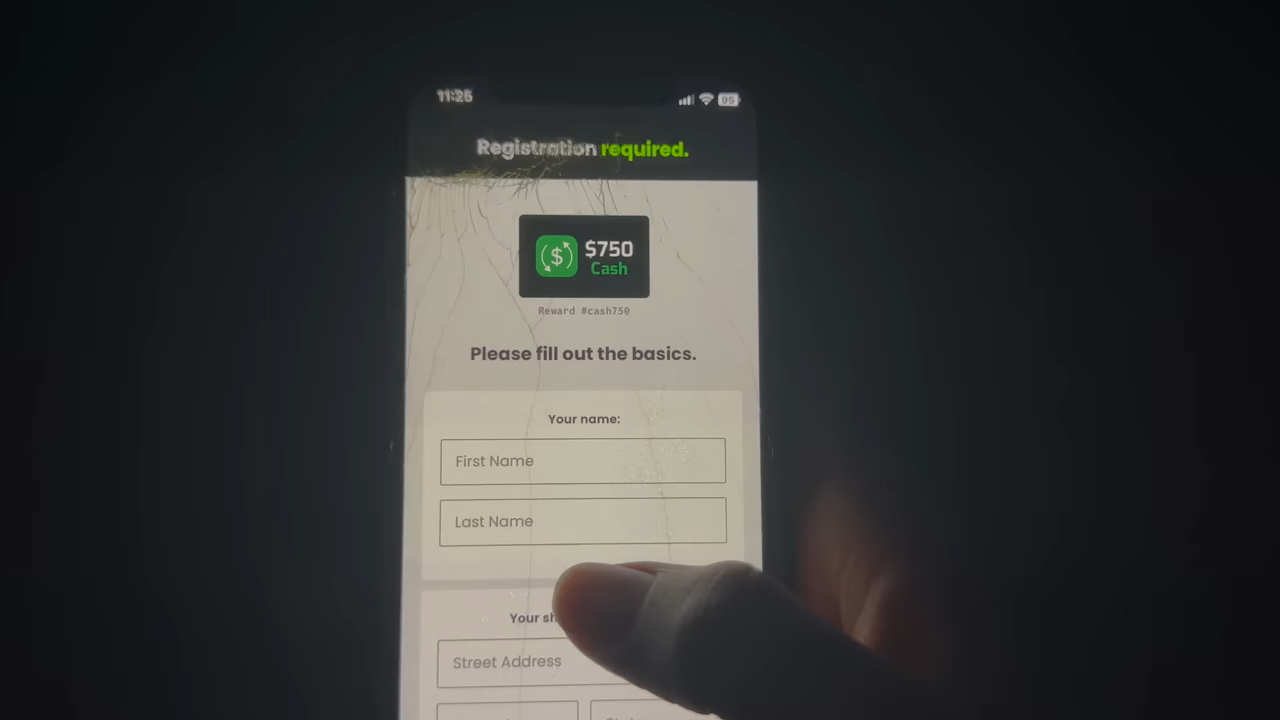 11:25
95
Registration required.
$
$750
Cash
Reward #cash750
Please fill out the basics.
Your name:
First Name
Last Name
Your
Street Address